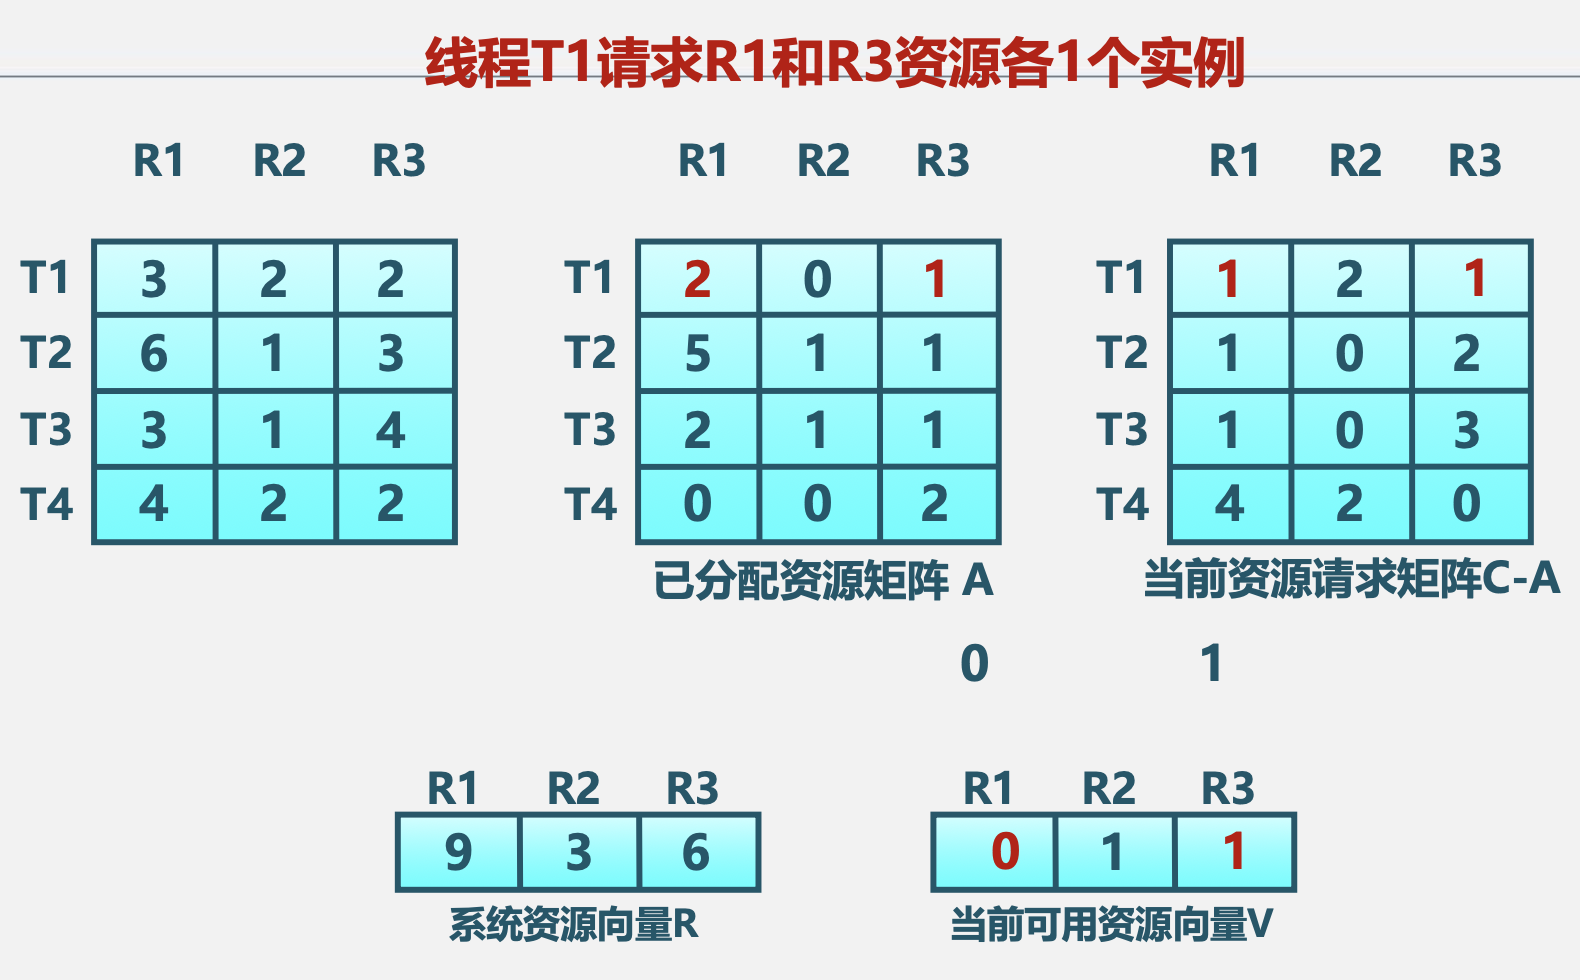 线程T1请求R1和R3资源各1个实例
R1 R2 R3 R1 R2 R3 R1 R2 R3
T1 3 2 2 T1 2 0 1 T1 1 2 1
T2 6 1 3 T2 5 1 1 T2 1 0 2
T3 3 1 4 T3 2 1 1 T3 1 0 3
T4 4 2 2 T4 0 0 2 T4 4 2 0
已分配资源矩阵 A 当前资源请求矩阵C-A
0 1
R1 R2 R3 R1 R2 R3
9 3 6 0 1 1
系统资源向量R 当前可用资源向量V